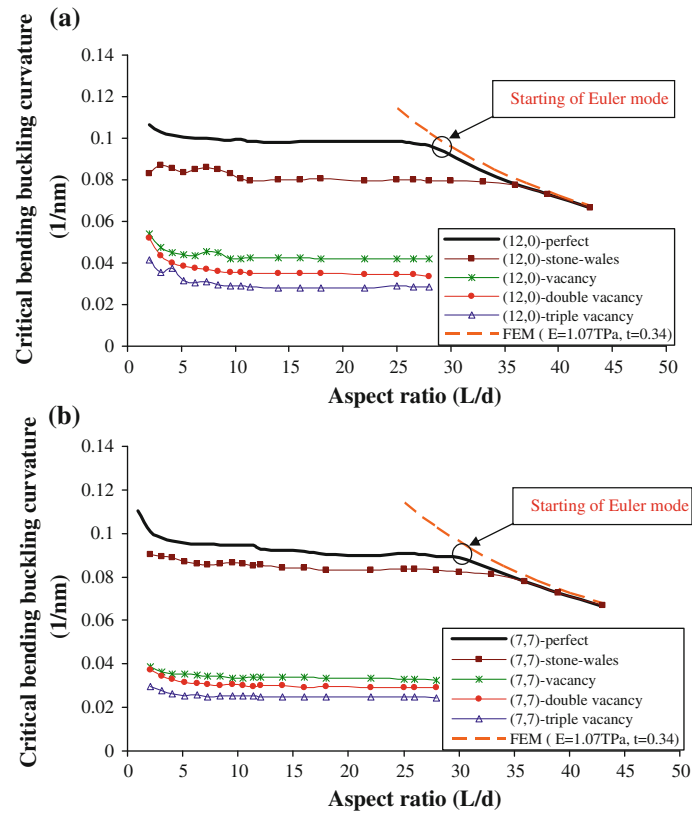 (a)
0.14
0.12
0.1
0.08
0.06
0.04
0.02
0
Critical bending buckling curvature
(1/nm)
Starting of Euler mode
(12,0)-perfect
(12,0)-stone-wales
(12,0)-vacancy
(12,0)-double vacancy
(12,0)-triple vacancy
FEM ( E=1.07TPa, t=0.34)
0 5 10 15 20 25 30 35 40 45 50
Aspect ratio (L/d)
(b)
0.14
0.12
0.1
0.08
0.06
0.04
0.02
0
Critical bending buckling curvature
(1/nm)
Starting of Euler mode
(7,7)-perfect
(7,7)-stone-wales
(7,7)-vacancy
(7,7)-double vacancy
(7,7)-triple vacancy
FEM ( E=1.07TPa, t=0.34)
0 5 10 15 20 25 30 35 40 45 50
Aspect ratio (L/d)